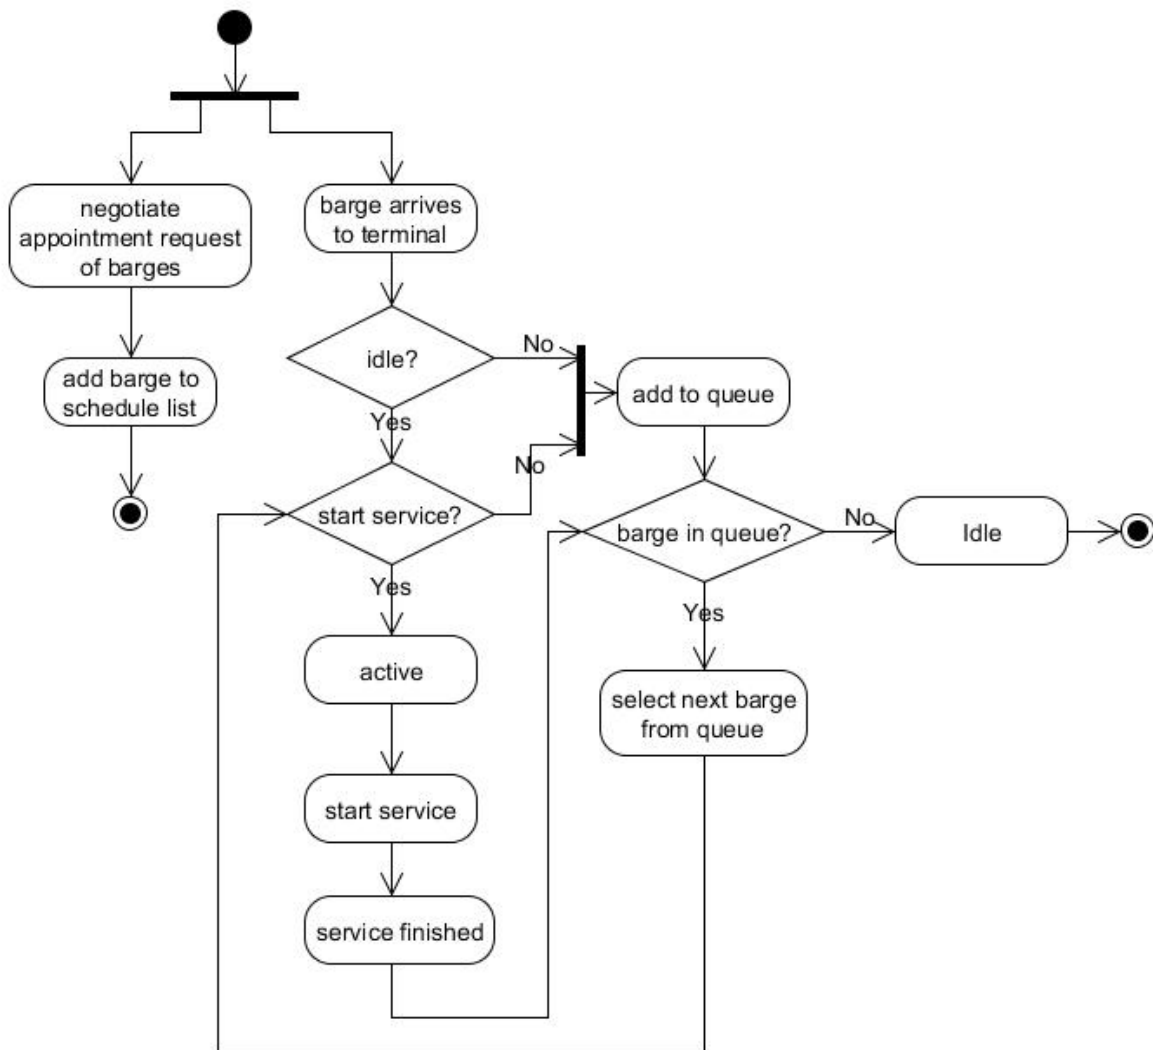 negotiate
appointment request
of barges
barge arrives
to terminal
idle?
No
add barge to
schedule list
add to queue
Yes
No
start service?
barge in queue?
No
Idle
Yes
Yes
active
select next barge
from queue
start service
service finished